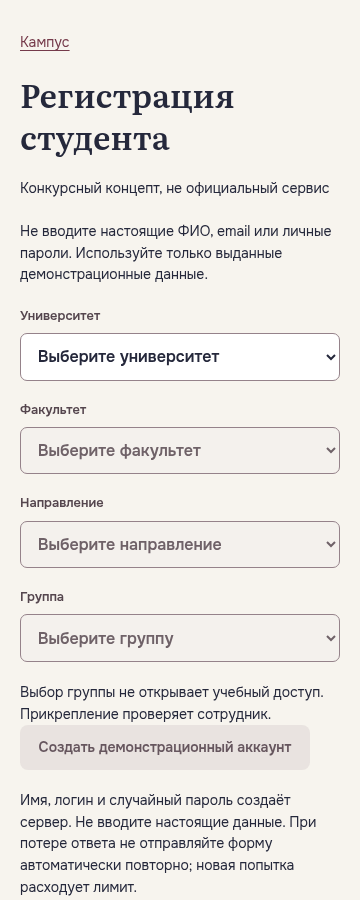 Кампус
Регистрация
студента
Конкурсный концепт, не официальный сервис
Не вводите настоящие ФИО, email или личные
пароли. Используйте только выданные
демонстрационные данные.
Университет
Выберите университет
Факультет
Выберите факультет
Направление
Выберите направление
Группа
Выберите группу
Выбор группы не открывает учебный доступ.
Прикрепление проверяет сотрудник.
Создать демонстрационный аккаунт
Имя, логин и случайный пароль создаёт
сервер. Не вводите настоящие данные. При
потере ответа не отправляйте форму
автоматически повторно; новая попытка
расходует лимит.